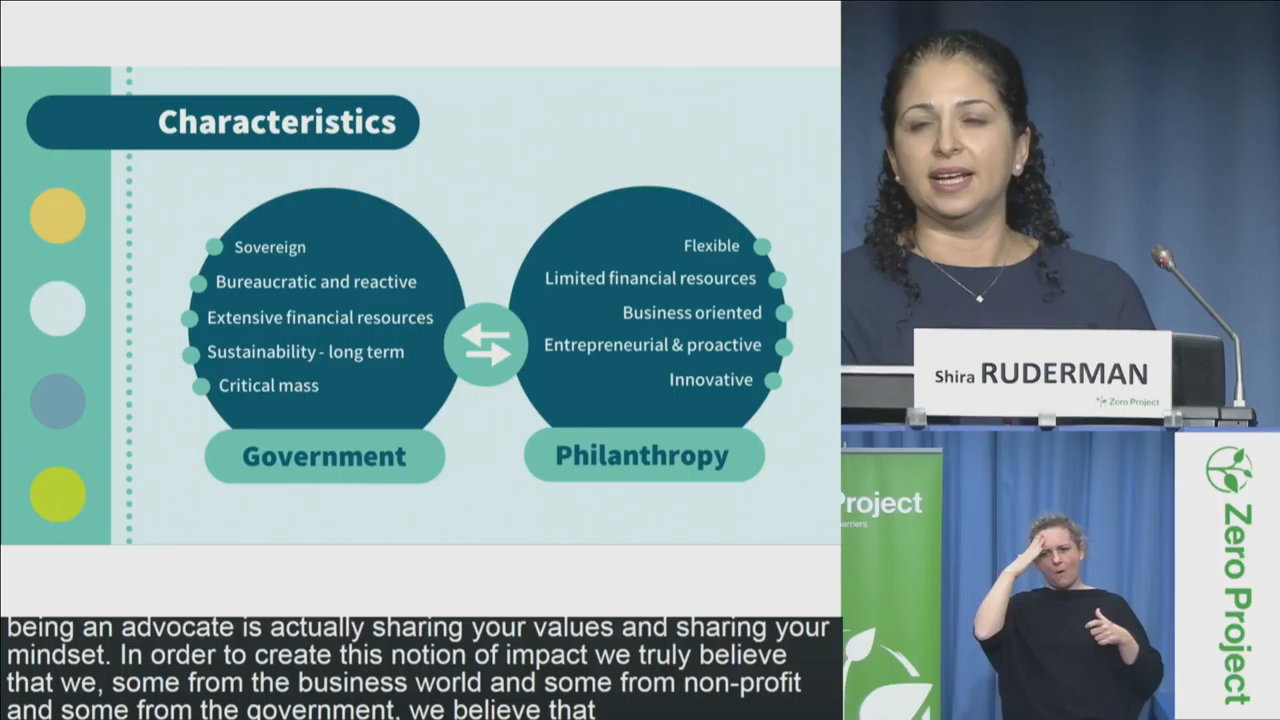 Characteristics
Sovereign
Bureaucratic and reactive
Extensive financial resources
Sustainability - long term
Critical mass
Government
Flexible
Limited financial resources
Business oriented
Entrepreneurial & proactive
Innovative
Philanthropy
Shira RUDERMAN
Zero Project
Project
arriers
Zero Project
being an advocate is actually sharing your values and sharing your
mindset. In order to create this notion of impact we truly believe
that we, some from the business world and some from non-profit
and some from the government, we believe that